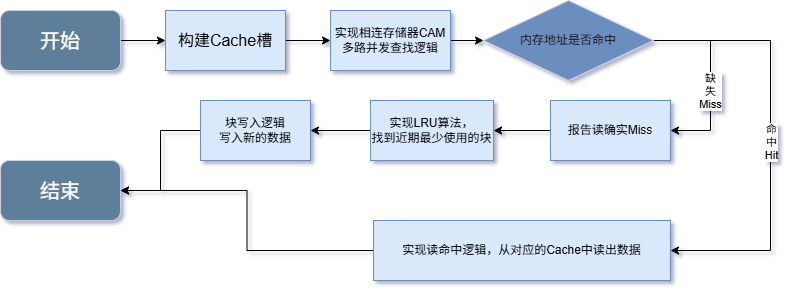 开始
构建Cache槽
实现相连存储器CAM
多路并发查找逻辑
内存地址是否命中
缺
失
Miss
命
中
Hit
块写入逻辑
写入新的数据
实现LRU算法，
找到近期最少使用的块
报告读确实Miss
结束
实现读命中逻辑，从对应的Cache中读出数据